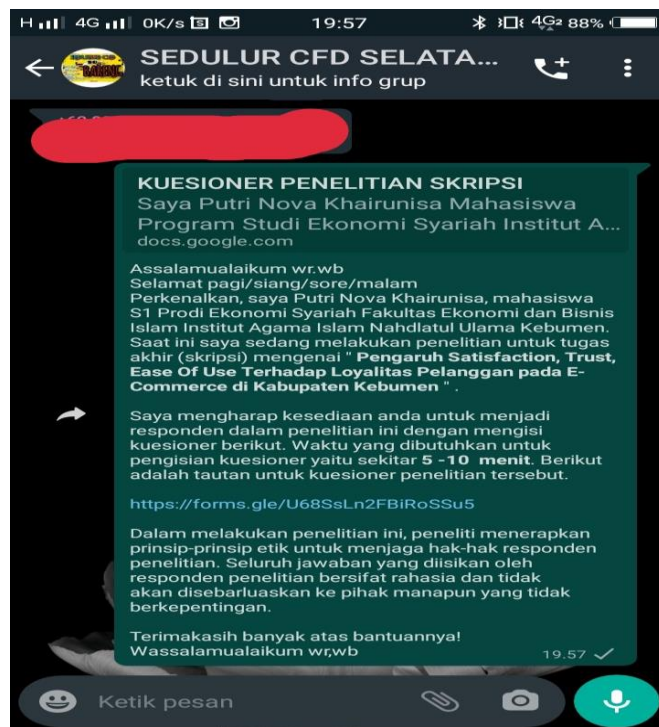 H 4G 0K/s 19:57 4G2 88%
SEDULUR CFD SELATA...
ketuk di sini untuk info grup
KUESIONER PENELITIAN SKRIPSI
Saya Putri Nova Khairunisa Mahasiswa
Program Studi Ekonomi Syariah Institut A...
docs.google.com
Assalamualaikum wr.wb
Selamat pagi/siang/sore/malam
Perkenalkan, saya Putri Nova Khairunisa, mahasiswa
S1 Prodi Ekonomi Syariah Fakultas Ekonomi dan Bisnis
Islam Institut Agama Islam Nahdlatul Ulama Kebumen.
Saat ini saya sedang melakukan penelitian untuk tugas
akhir (skripsi) mengenai " Pengaruh Satisfaction, Trust,
Ease Of Use Terhadap Loyalitas Pelanggan pada E-
Commerce di Kabupaten Kebumen " .
Saya mengharap kesediaan anda untuk menjadi
responden dalam penelitian ini dengan mengisi
kuesioner berikut. Waktu yang dibutuhkan untuk
pengisian kuesioner yaitu sekitar 5 -10 menit. Berikut
adalah tautan untuk kuesioner penelitian tersebut.
https://forms.gle/U68SsLn2FBiRoSSu5
Dalam melakukan penelitian ini, peneliti menerapkan
prinsip-prinsip etik untuk menjaga hak-hak responden
penelitian. Seluruh jawaban yang diisikan oleh
responden penelitian bersifat rahasia dan tidak
akan disebarluaskan ke pihak manapun yang tidak
berkepentingan.
Terimakasih banyak atas bantuannya!
Wassalamualaikum wr,wb
19.57
Ketik pesan